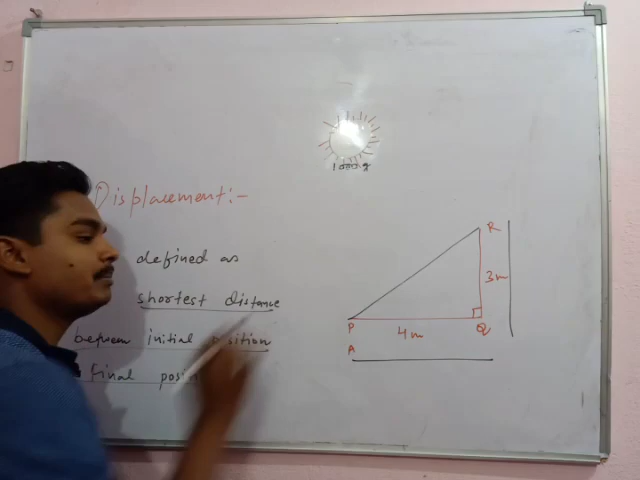 Displacement:-
defined as
shortest distance
between initial position
final
R
3m
P
4m
Q
A